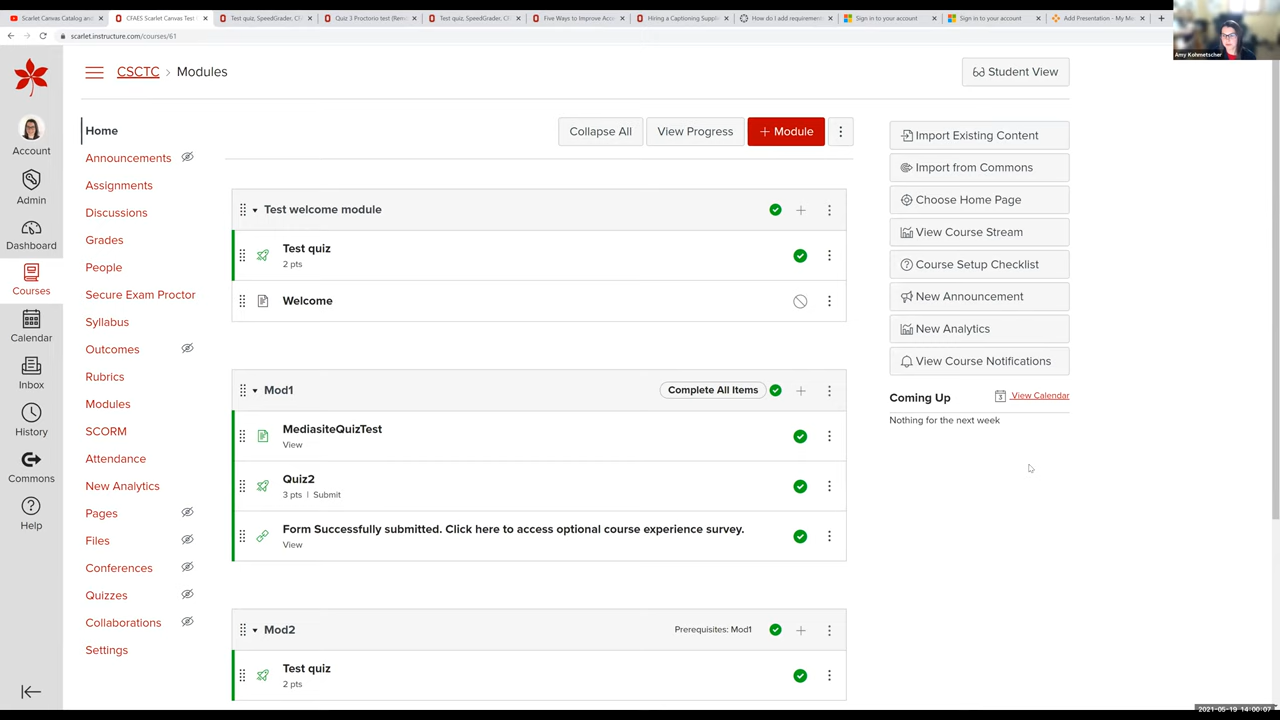 Scarlet Canvas Catalog and
CFAES Scarlet Canvas Test
Test quiz, SpeedGrader, CF
Quiz 3 Proctorio test (Remo
Test quiz, SpeedGrader, CF
Five Ways to Improve Acce
Hiring a Captioning Supplie
How do I add requirement
Sign in to your account
Sign in to your account
Add Presentation - My Me
scarlet.instructure.com/courses/61
Amy Kohmetscher
CSCTC > Modules
Student View
Account
Admin
Dashboard
Courses
Calendar
Inbox
History
Commons
Help
Home
Announcements
Assignments
Discussions
Grades
People
Secure Exam Proctor
Syllabus
Outcomes
Rubrics
Modules
SCORM
Attendance
New Analytics
Pages
Files
Conferences
Quizzes
Collaborations
Settings
Collapse All
View Progress
+ Module
Test welcome module
Test quiz
2 pts
Welcome
Mod1
Complete All Items
MediasiteQuizTest
View
Quiz2
3 pts | Submit
Form Successfully submitted. Click here to access optional course experience survey.
View
Mod2
Prerequisites: Mod1
Test quiz
2 pts
Import Existing Content
Import from Commons
Choose Home Page
View Course Stream
Course Setup Checklist
New Announcement
New Analytics
View Course Notifications
Coming Up
3 View Calendar
Nothing for the next week
2021-05-19 14:00:07